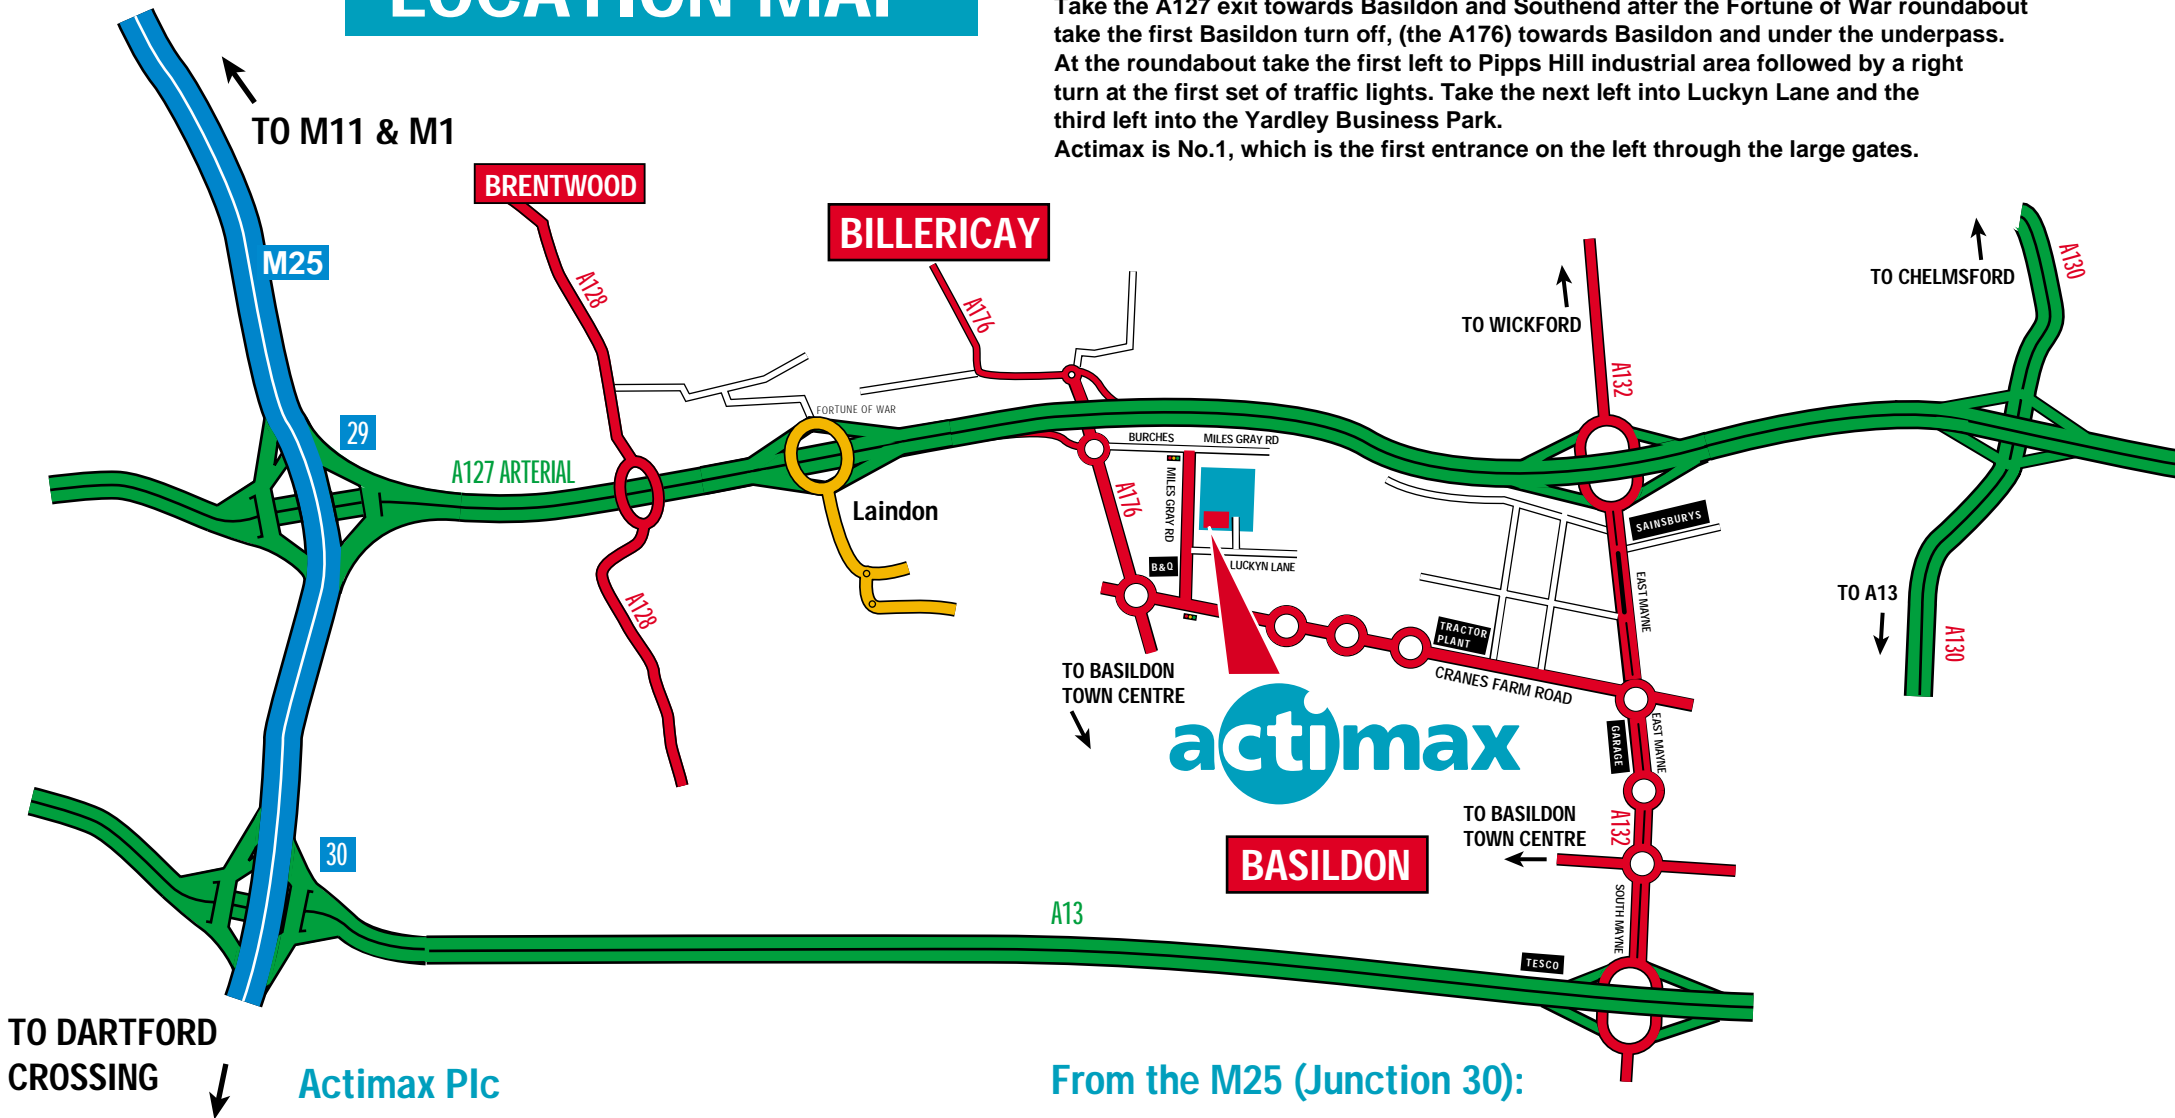 LOCATION MAP
Take the A127 exit towards Basildon and Southend after the Fortune of War roundabout
take the first Basildon turn off, (the A176) towards Basildon and under the underpass.
At the roundabout take the first left to Pipps Hill industrial area followed by a right
turn at the first set of traffic lights. Take the next left into Luckyn Lane and the
third left into the Yardley Business Park.
Actimax is No.1, which is the first entrance on the left through the large gates.
TO M11 & M1
BRENTWOOD
BILLERICAY
M25
A128
A176
TO WICKFORD
TO CHELMSFORD
A130
A132
29
A127 ARTERIAL
FORTUNE OF WAR
BURCHES
MILES GRAY RD
Laindon
A176
MILES GRAY RD
SAINSBURYS
B&Q
LUCKYN LANE
EAST MAYNE
TO A13
A130
A128
TRACTOR
PLANT
TO BASILDON
TOWN CENTRE
CRANES FARM ROAD
actimax
GARAGE
EAST MAYNE
TO BASILDON
TOWN CENTRE
A132
30
BASILDON
A13
SOUTH MAYNE
TESCO
TO DARTFORD
CROSSING
Actimax Plc
From the M25 (Junction 30):